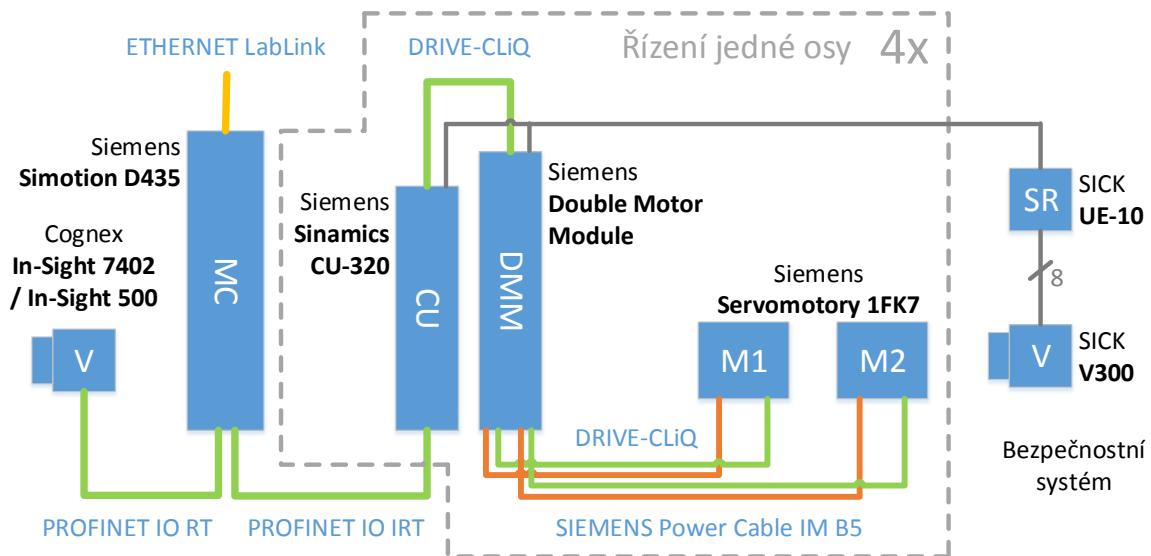 ETHERNET LabLink
DRIVE-CLiQ
Řízení jedné osy 4x
Siemens
Simotion D435
Cognex
In-Sight 7402
/ In-Sight 500
V
MC
Siemens
Sinamics
CU-320
CU
DMM
Siemens
Double Motor
Module
Siemens
Servomotory 1FK7
M1
M2
SR
SICK
UE-10
8
V
SICK
V300
Bezpečnostní
systém
DRIVE-CLiQ
PROFINET IO RT
PROFINET IO IRT
SIEMENS Power Cable IM B5